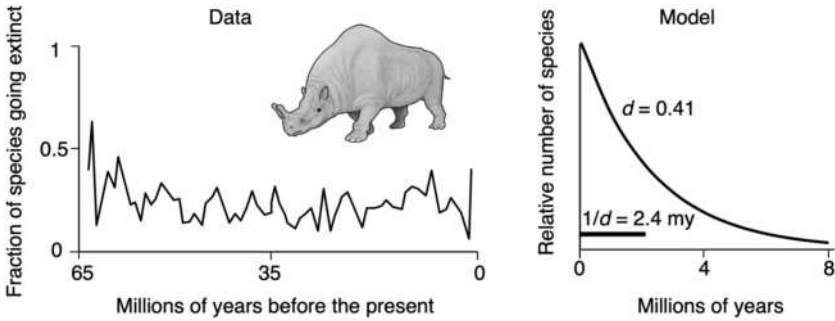 Data
Fraction of species going extinct
1
0.5
0
65
35
0
Millions of years before the present
Model
Relative number of species
d = 0.41
1/d = 2.4 my
0
4
8
Millions of years